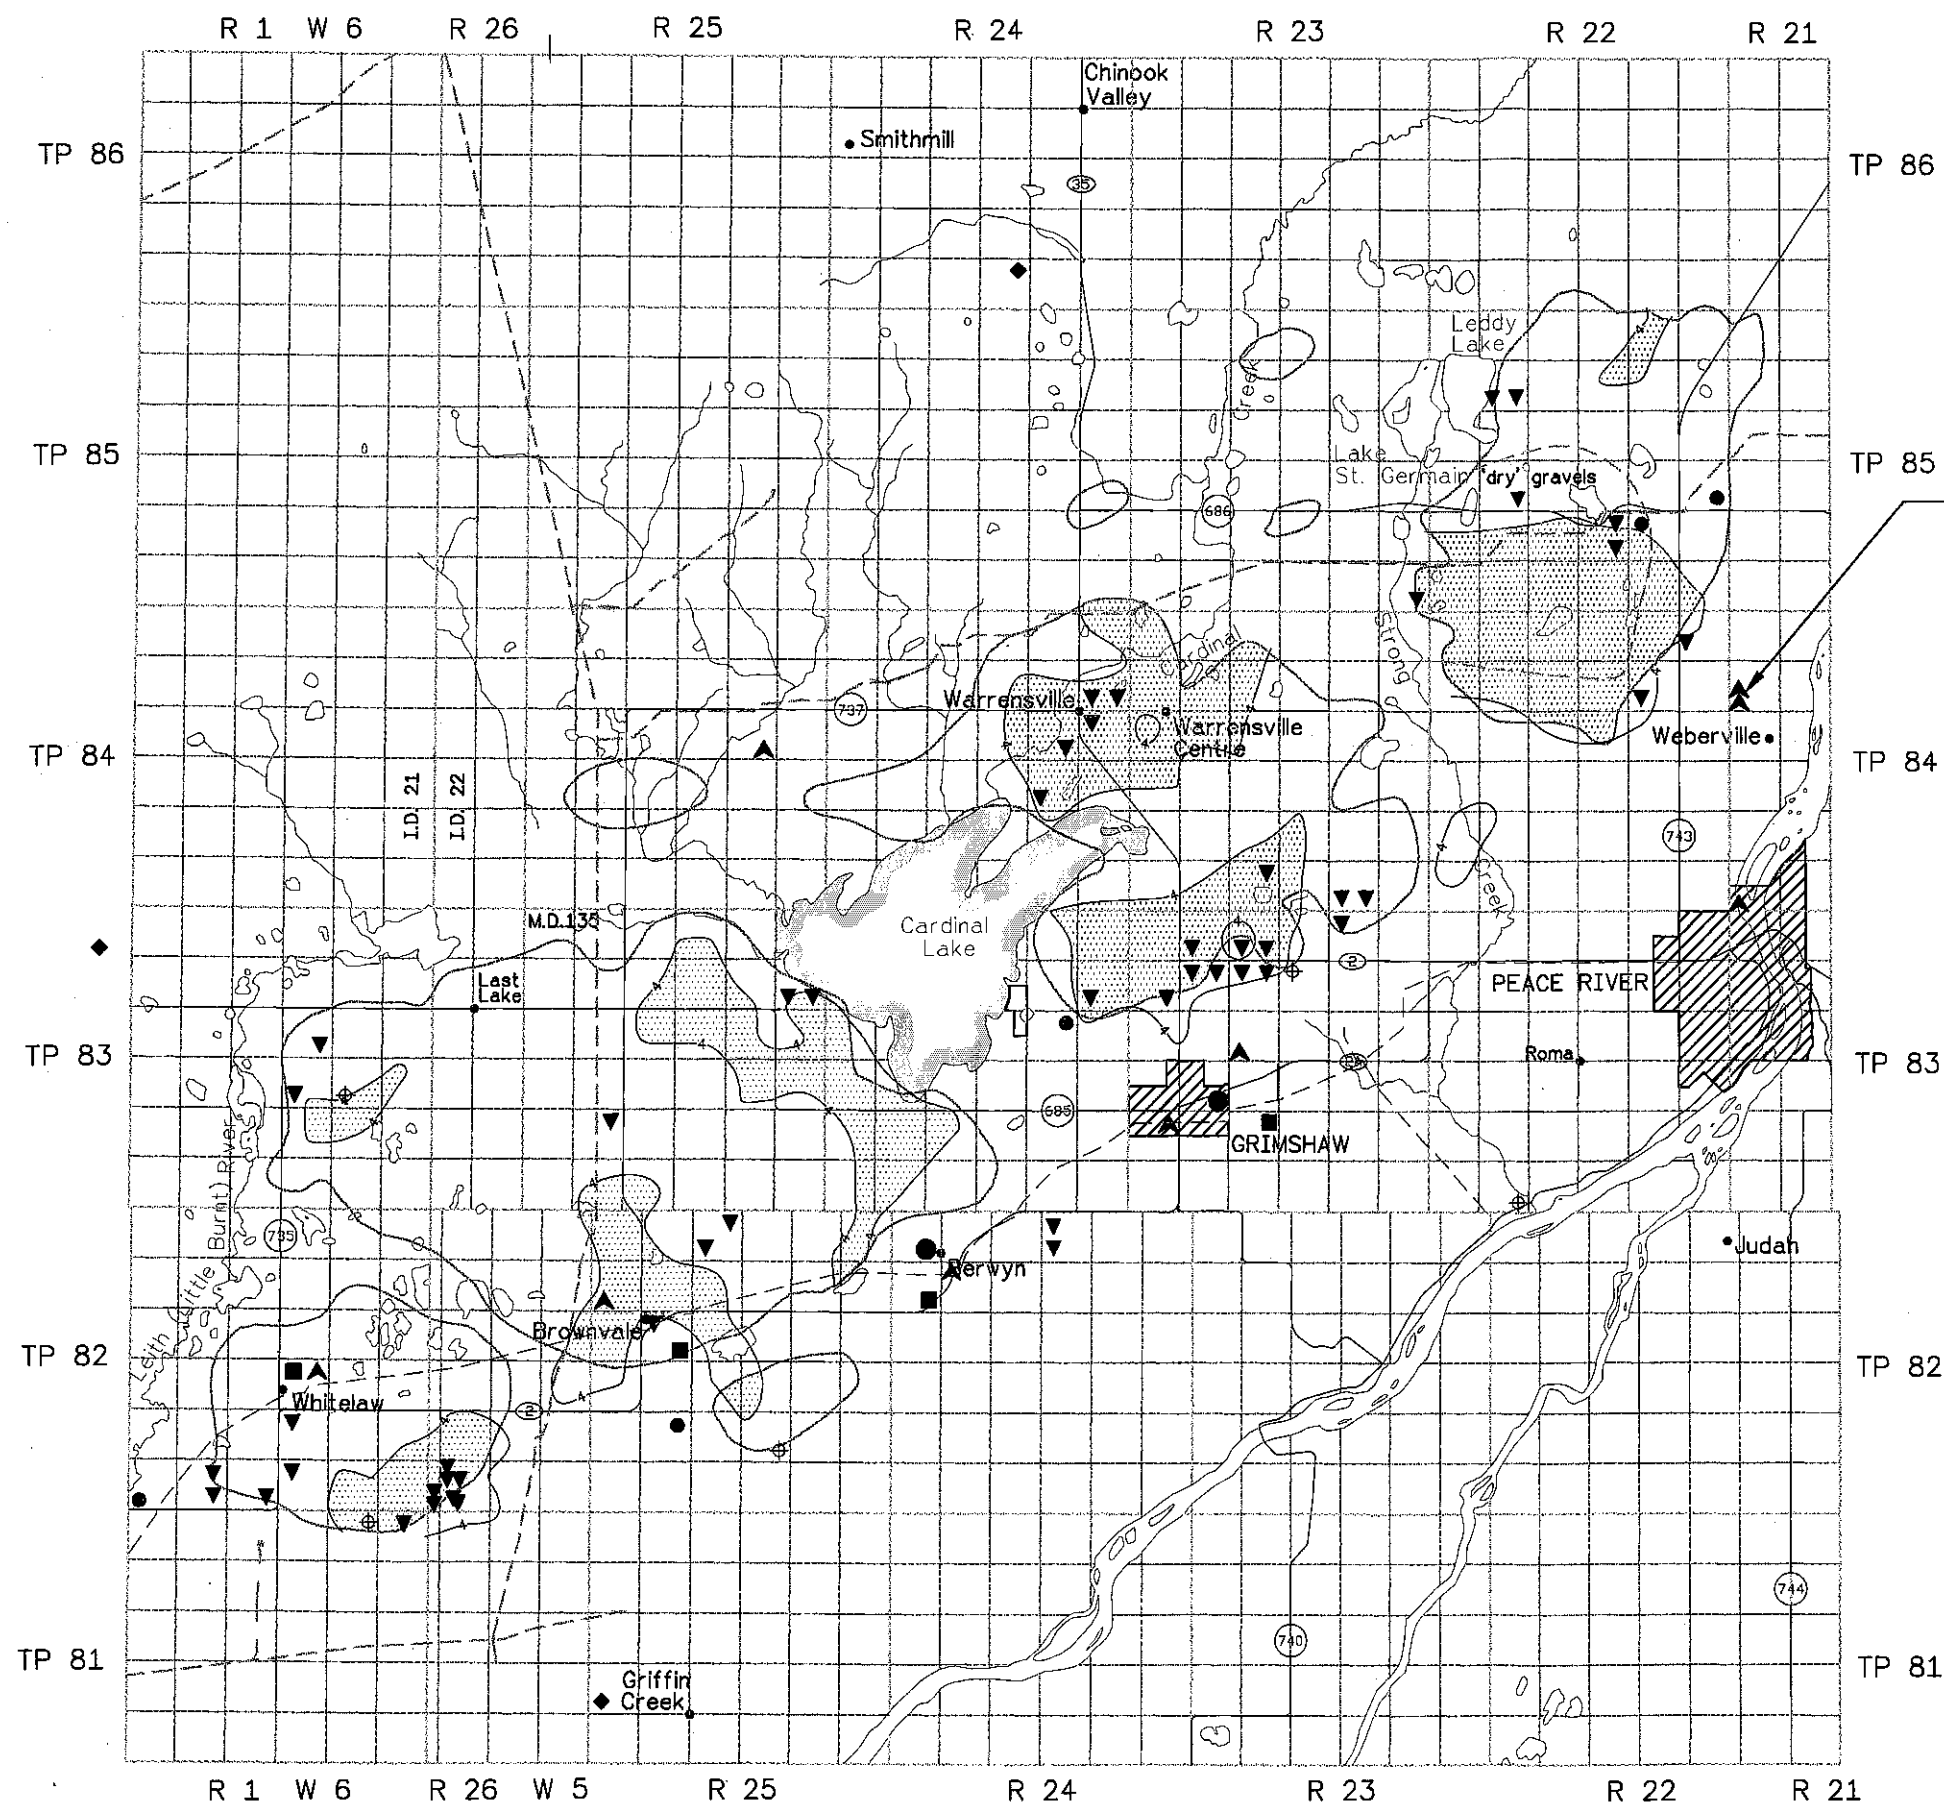 R 1 W 6 R 26 R 25 R 24 R 23 R 22 R 21
Chinook
Valley
Smithmill
TP 86 TP 86
35
Leddy
Lake
Creek
TP 85 TP 85
Lake
St. Germain 'dry' gravels
686
Cardinal
Strong
Warrensville
737
Warrensville
Centre
Weberville
TP 84 TP 84
I.D. 21
I.D. 22
743
4
Creek
M.D.135
Cardinal
Lake
2
Last
Lake
PEACE RIVER
Roma
TP 83 TP 83
2A
685
GRIMSHAW
Leith (Little Burnt) River
735
Judah
Berwyn
Brownvale
TP 82 TP 82
Whitelaw
2
744
740
TP 81 TP 81
Griffin
Creek
R 1 W 6 R 26 W 5 R 25 R 24 R 23 R 22 R 21